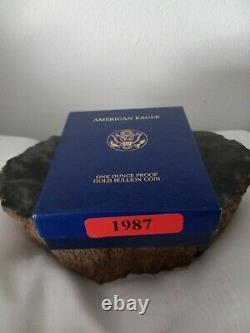 AMERICAN EAGLE
ONE OUNCE PROOF
GOLD BULLION COIN
1987